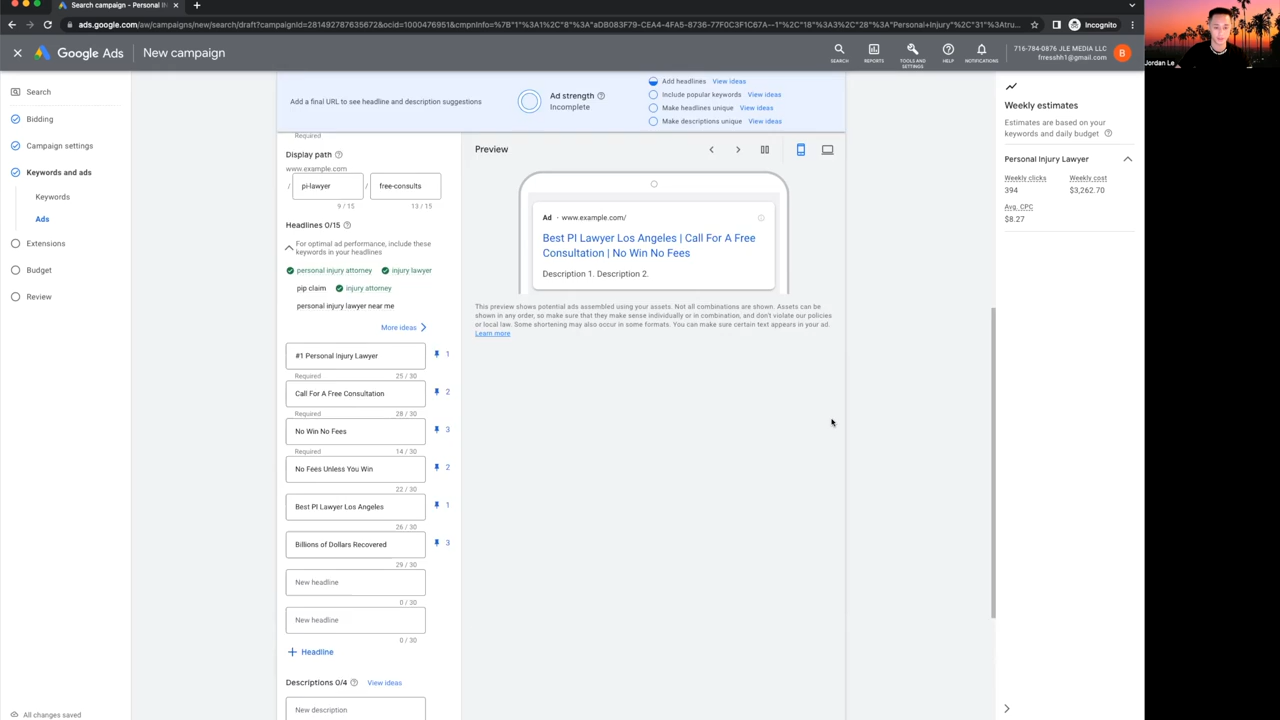 Search campaign - Personal IN
ads.google.com/aw/campaigns/new/search/draft?campaignId=281492787635672&ocid=1000476951&cmpnInfo=%7B"1%3A1%2C"8%3A"aDB083F79-CEA4-4FA5-8736-77F0C3F1C67A--1"%2C"18"%3A3%2C"28"%3A"Personal+Injury"%2C"31"%3Atru...
Incognito
Google Ads
New campaign
SEARCH
REPORTS
TOOLS AND SETTINGS
HELP
NOTIFICATIONS
716-784-0876 JLE MEDIA LLC
frresshh1@gmail.com
B
Jordan Le
Search
Bidding
Campaign settings
Keywords and ads
Keywords
Ads
Extensions
Budget
Review
All changes saved
Add a final URL to see headline and description suggestions
Ad strength
Incomplete
Add headlines View ideas
Include popular keywords View ideas
Make headlines unique View ideas
Make descriptions unique View ideas
Required
Display path
www.example.com
/ pi-lawyer / free-consults
9 / 15 13 / 15
Headlines 0/15
For optimal ad performance, include these
keywords in your headlines
personal injury attorney injury lawyer
pip claim injury attorney
personal injury lawyer near me
More ideas
#1 Personal Injury Lawyer 1
Required 25 / 30
Call For A Free Consultation 2
Required 28 / 30
No Win No Fees 3
Required 14 / 30
No Fees Unless You Win 2
22 / 30
Best PI Lawyer Los Angeles 1
26 / 30
Billions of Dollars Recovered 3
29 / 30
New headline
0 / 30
New headline
0 / 30
+ Headline
Descriptions 0/4 View ideas
New description
Preview
Ad · www.example.com/
Best PI Lawyer Los Angeles | Call For A Free
Consultation | No Win No Fees
Description 1. Description 2.
This preview shows potential ads assembled using your assets. Not all combinations are shown. Assets can be
shown in any order, so make sure that they make sense individually or in combination, and don't violate our policies
or local law. Some shortening may also occur in some formats. You can make sure certain text appears in your ad.
Learn more
Weekly estimates
Estimates are based on your
keywords and daily budget
Personal Injury Lawyer
Weekly clicks Weekly cost
394 $3,262.70
Avg. CPC
$8.27